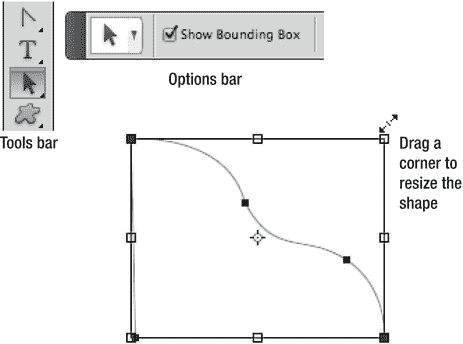 T
Show Bounding Box
Options bar
Tools bar
Drag a
corner to
resize the
shape